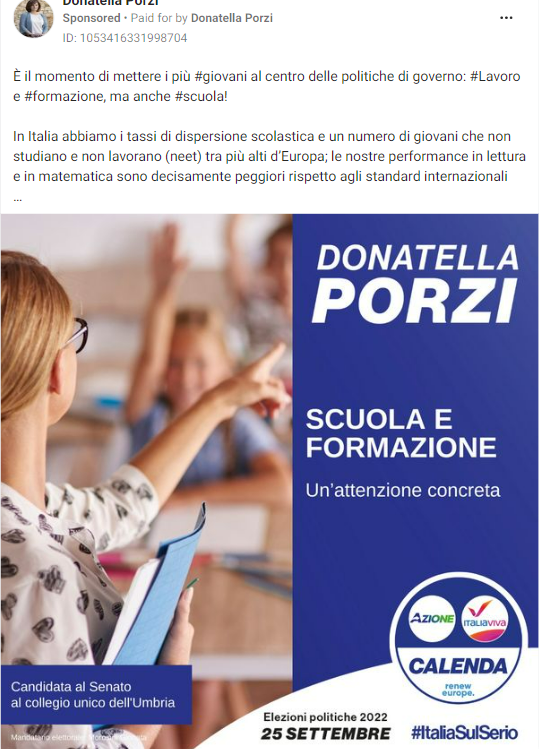 Donatella Porzi
Sponsored • Paid for by Donatella Porzi
ID: 1053416331998704
È il momento di mettere i più #giovani al centro delle politiche di governo: #Lavoro
e #formazione, ma anche #scuola!
In Italia abbiamo i tassi di dispersione scolastica e un numero di giovani che non
studiano e non lavorano (neet) tra più alti d'Europa; le nostre performance in lettura
e in matematica sono decisamente peggiori rispetto agli standard internazionali
...
DONATELLA
PORZI
SCUOLA E
FORMAZIONE
Un'attenzione concreta
AZIONE
ITALIAVIVA
CALENDA
renew
europe.
Candidata al Senato
al collegio unico dell'Umbria
Mandatario elettorale
Elezioni politiche 2022
25 SETTEMBRE
#ItaliaSulSerio